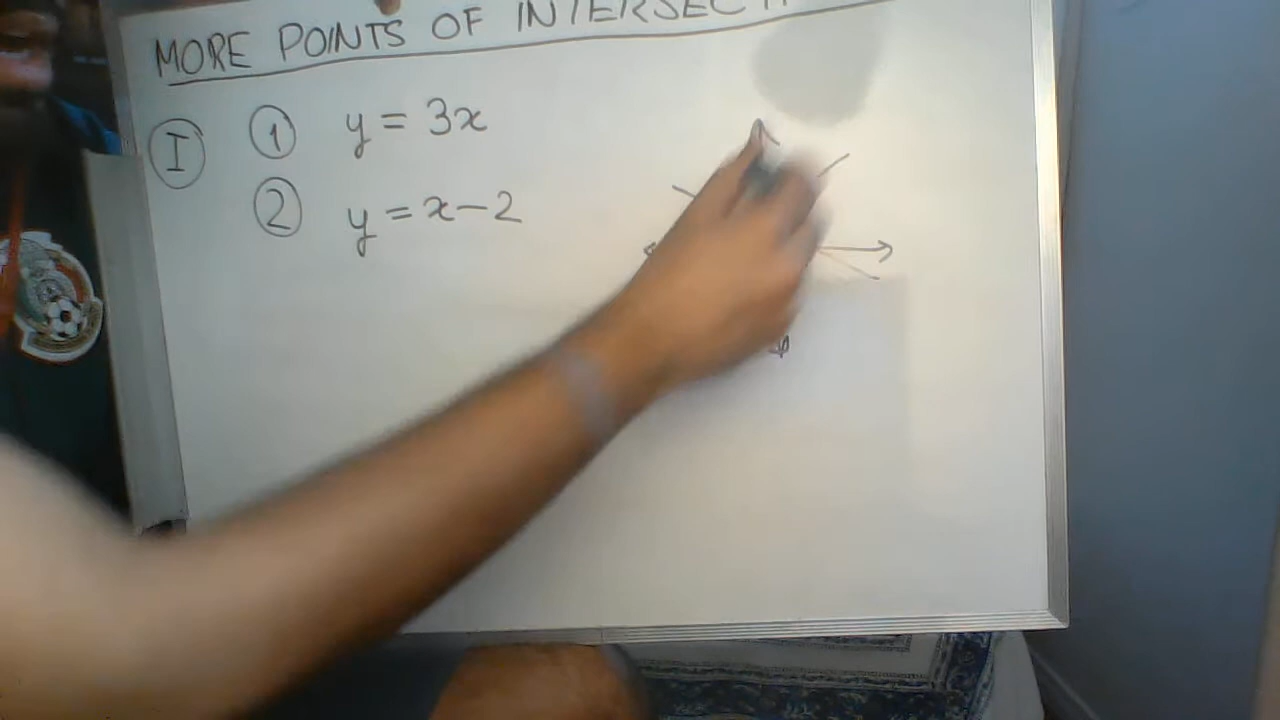 MORE POINTS OF
I ① y = 3x
② y = x-2